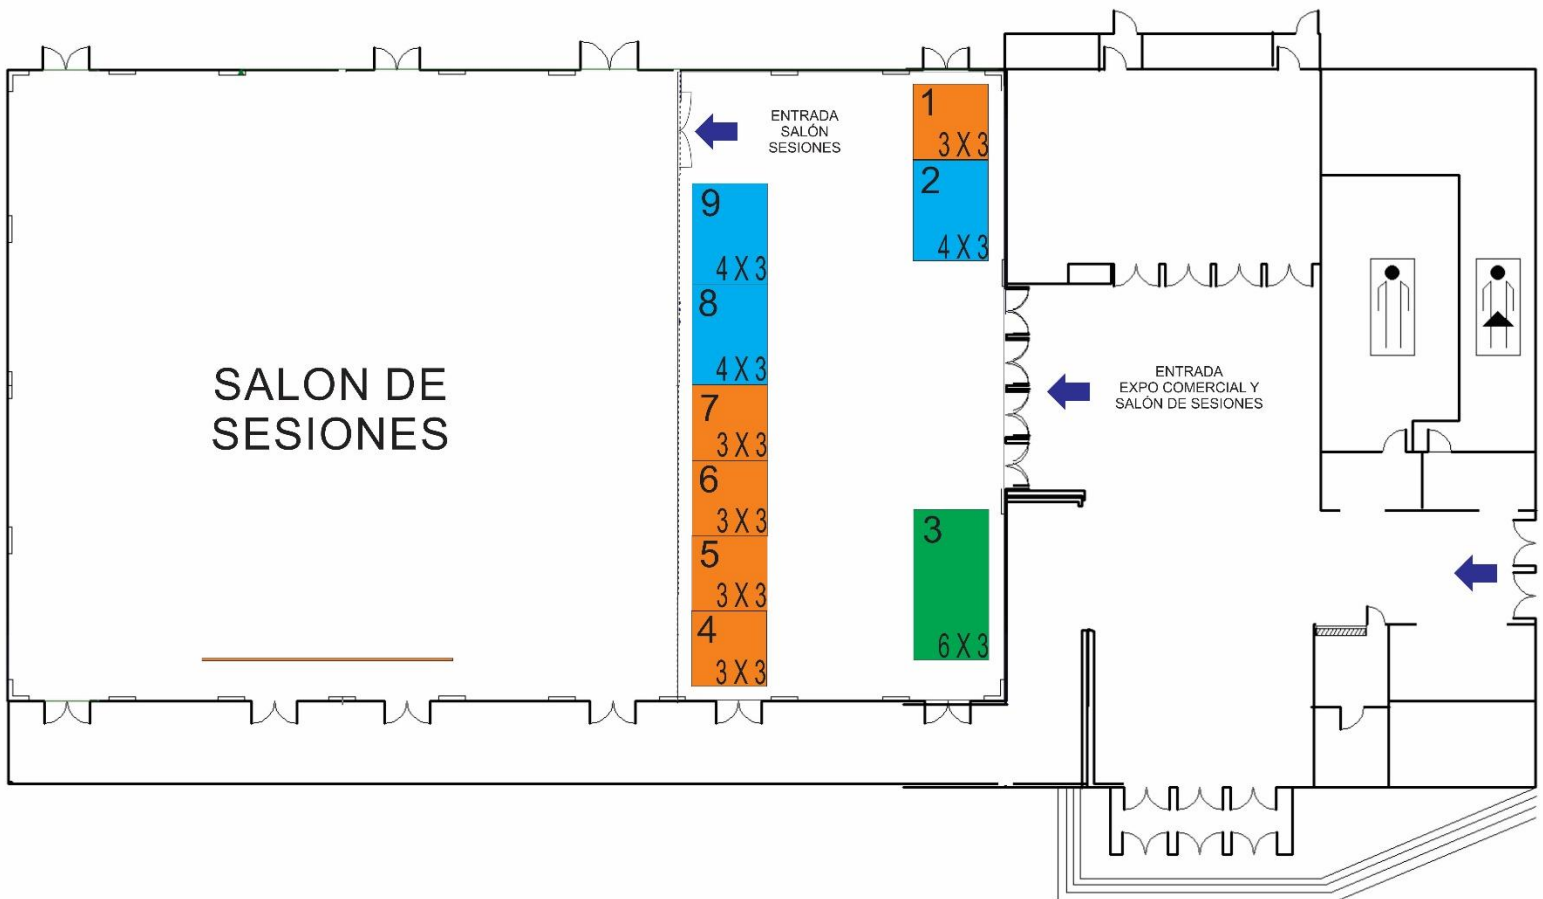 ENTRADA
SALÓN
SESIONES
1
3 X 3
2
4 X 3
9
4 X 3
8
4 X 3
7
3 X 3
6
3 X 3
5
3 X 3
4
3 X 3
3
6 X 3
SALON DE
SESIONES
ENTRADA
EXPO COMERCIAL Y
SALÓN DE SESIONES